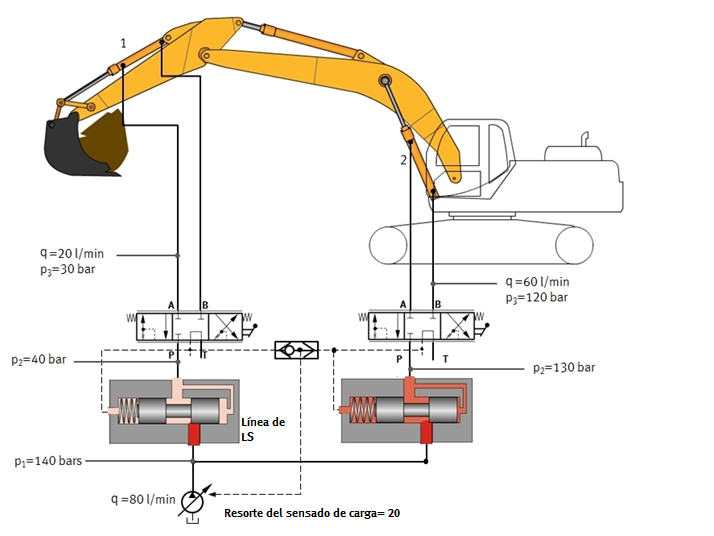 1
2
q=20 l/min
p₃=30 bar
q=60 l/min
p₃=120 bar
A B
A B
P T
P T
p₂=40 bar
p₂=130 bar
Línea de
LS
p₁=140 bars
q=80 l/min
Resorte del sensado de carga= 20